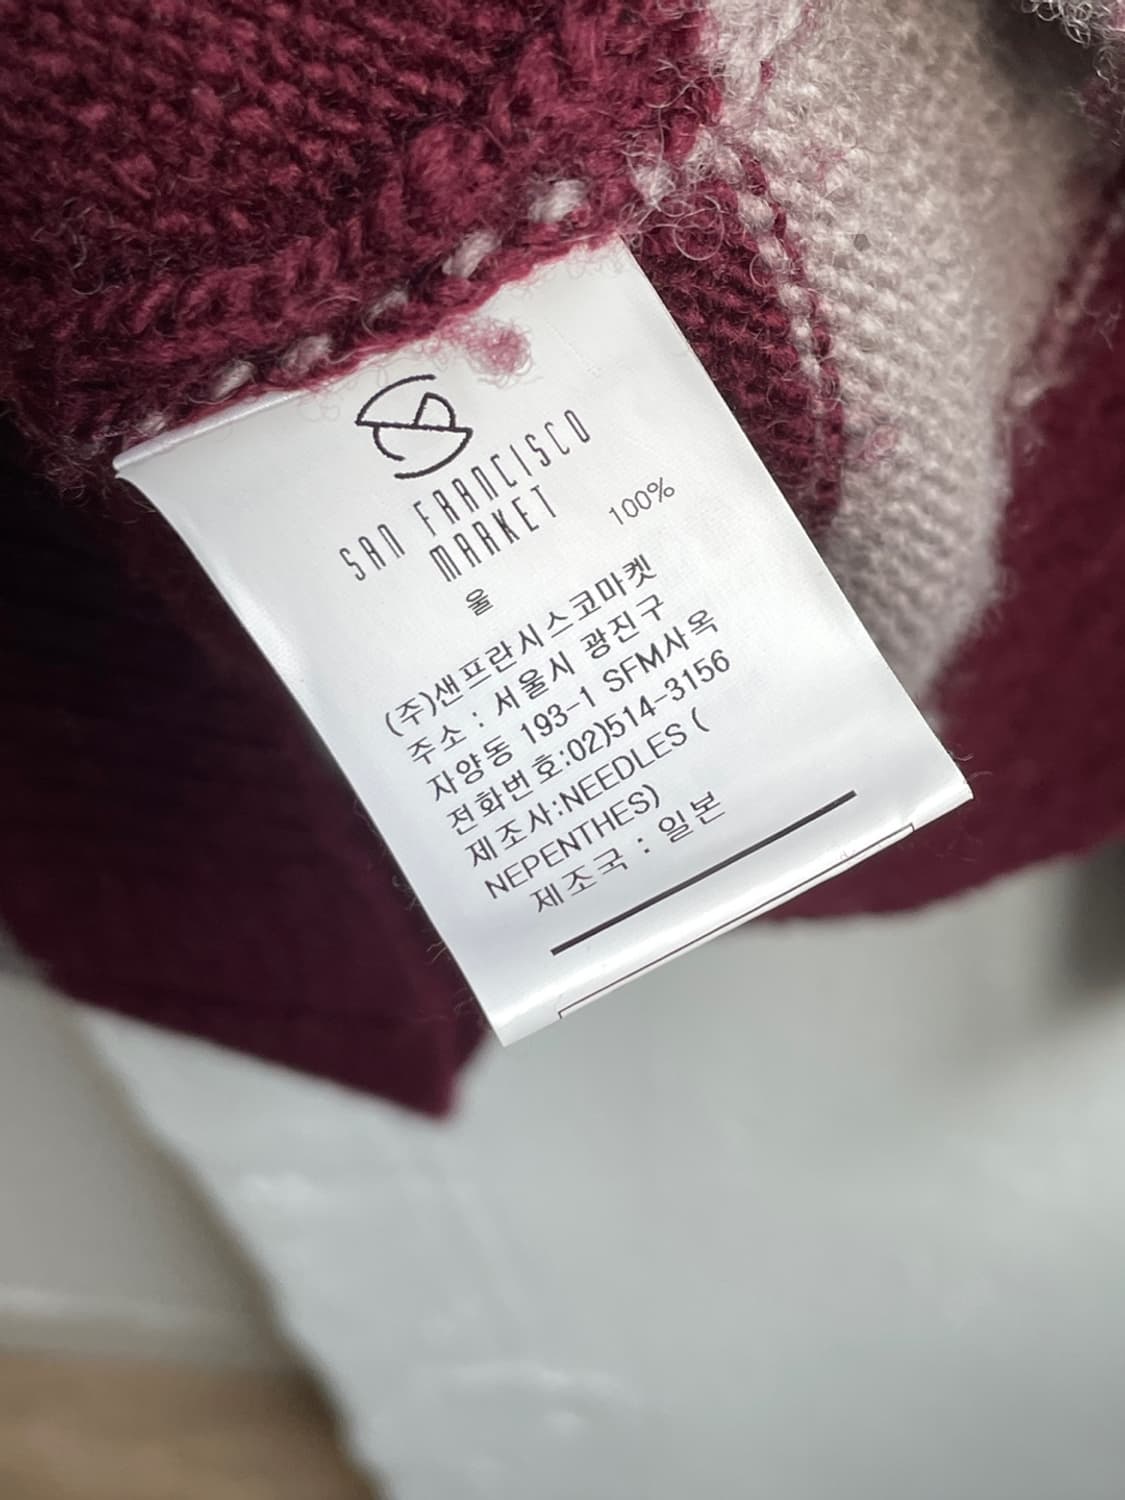 SAN FRANCISCO
MARKET
울 100%
(주)샌프란시스코마켓
주소 : 서울시 광진구
자양동 193-1 SFM사옥
전화번호:02)514-3156
제조사:NEEDLES (
NEPENTHES)
제조국 : 일본